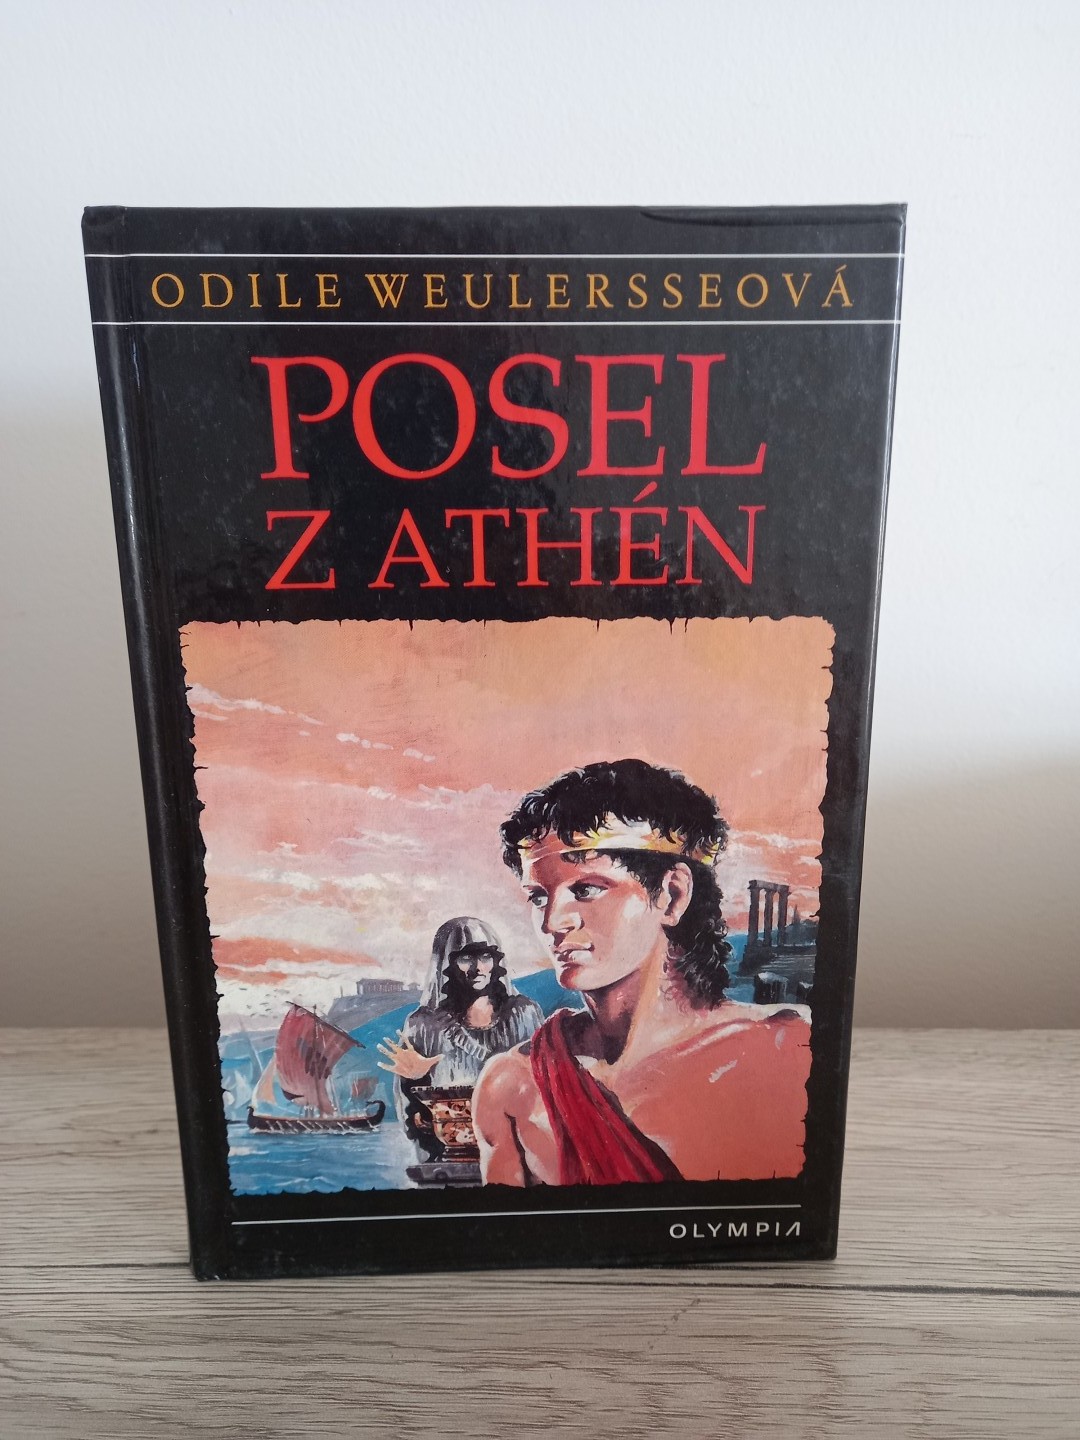 ODILE WEULERSSEOVÁ
POSEL
Z ATHÉN
OLYMPIA